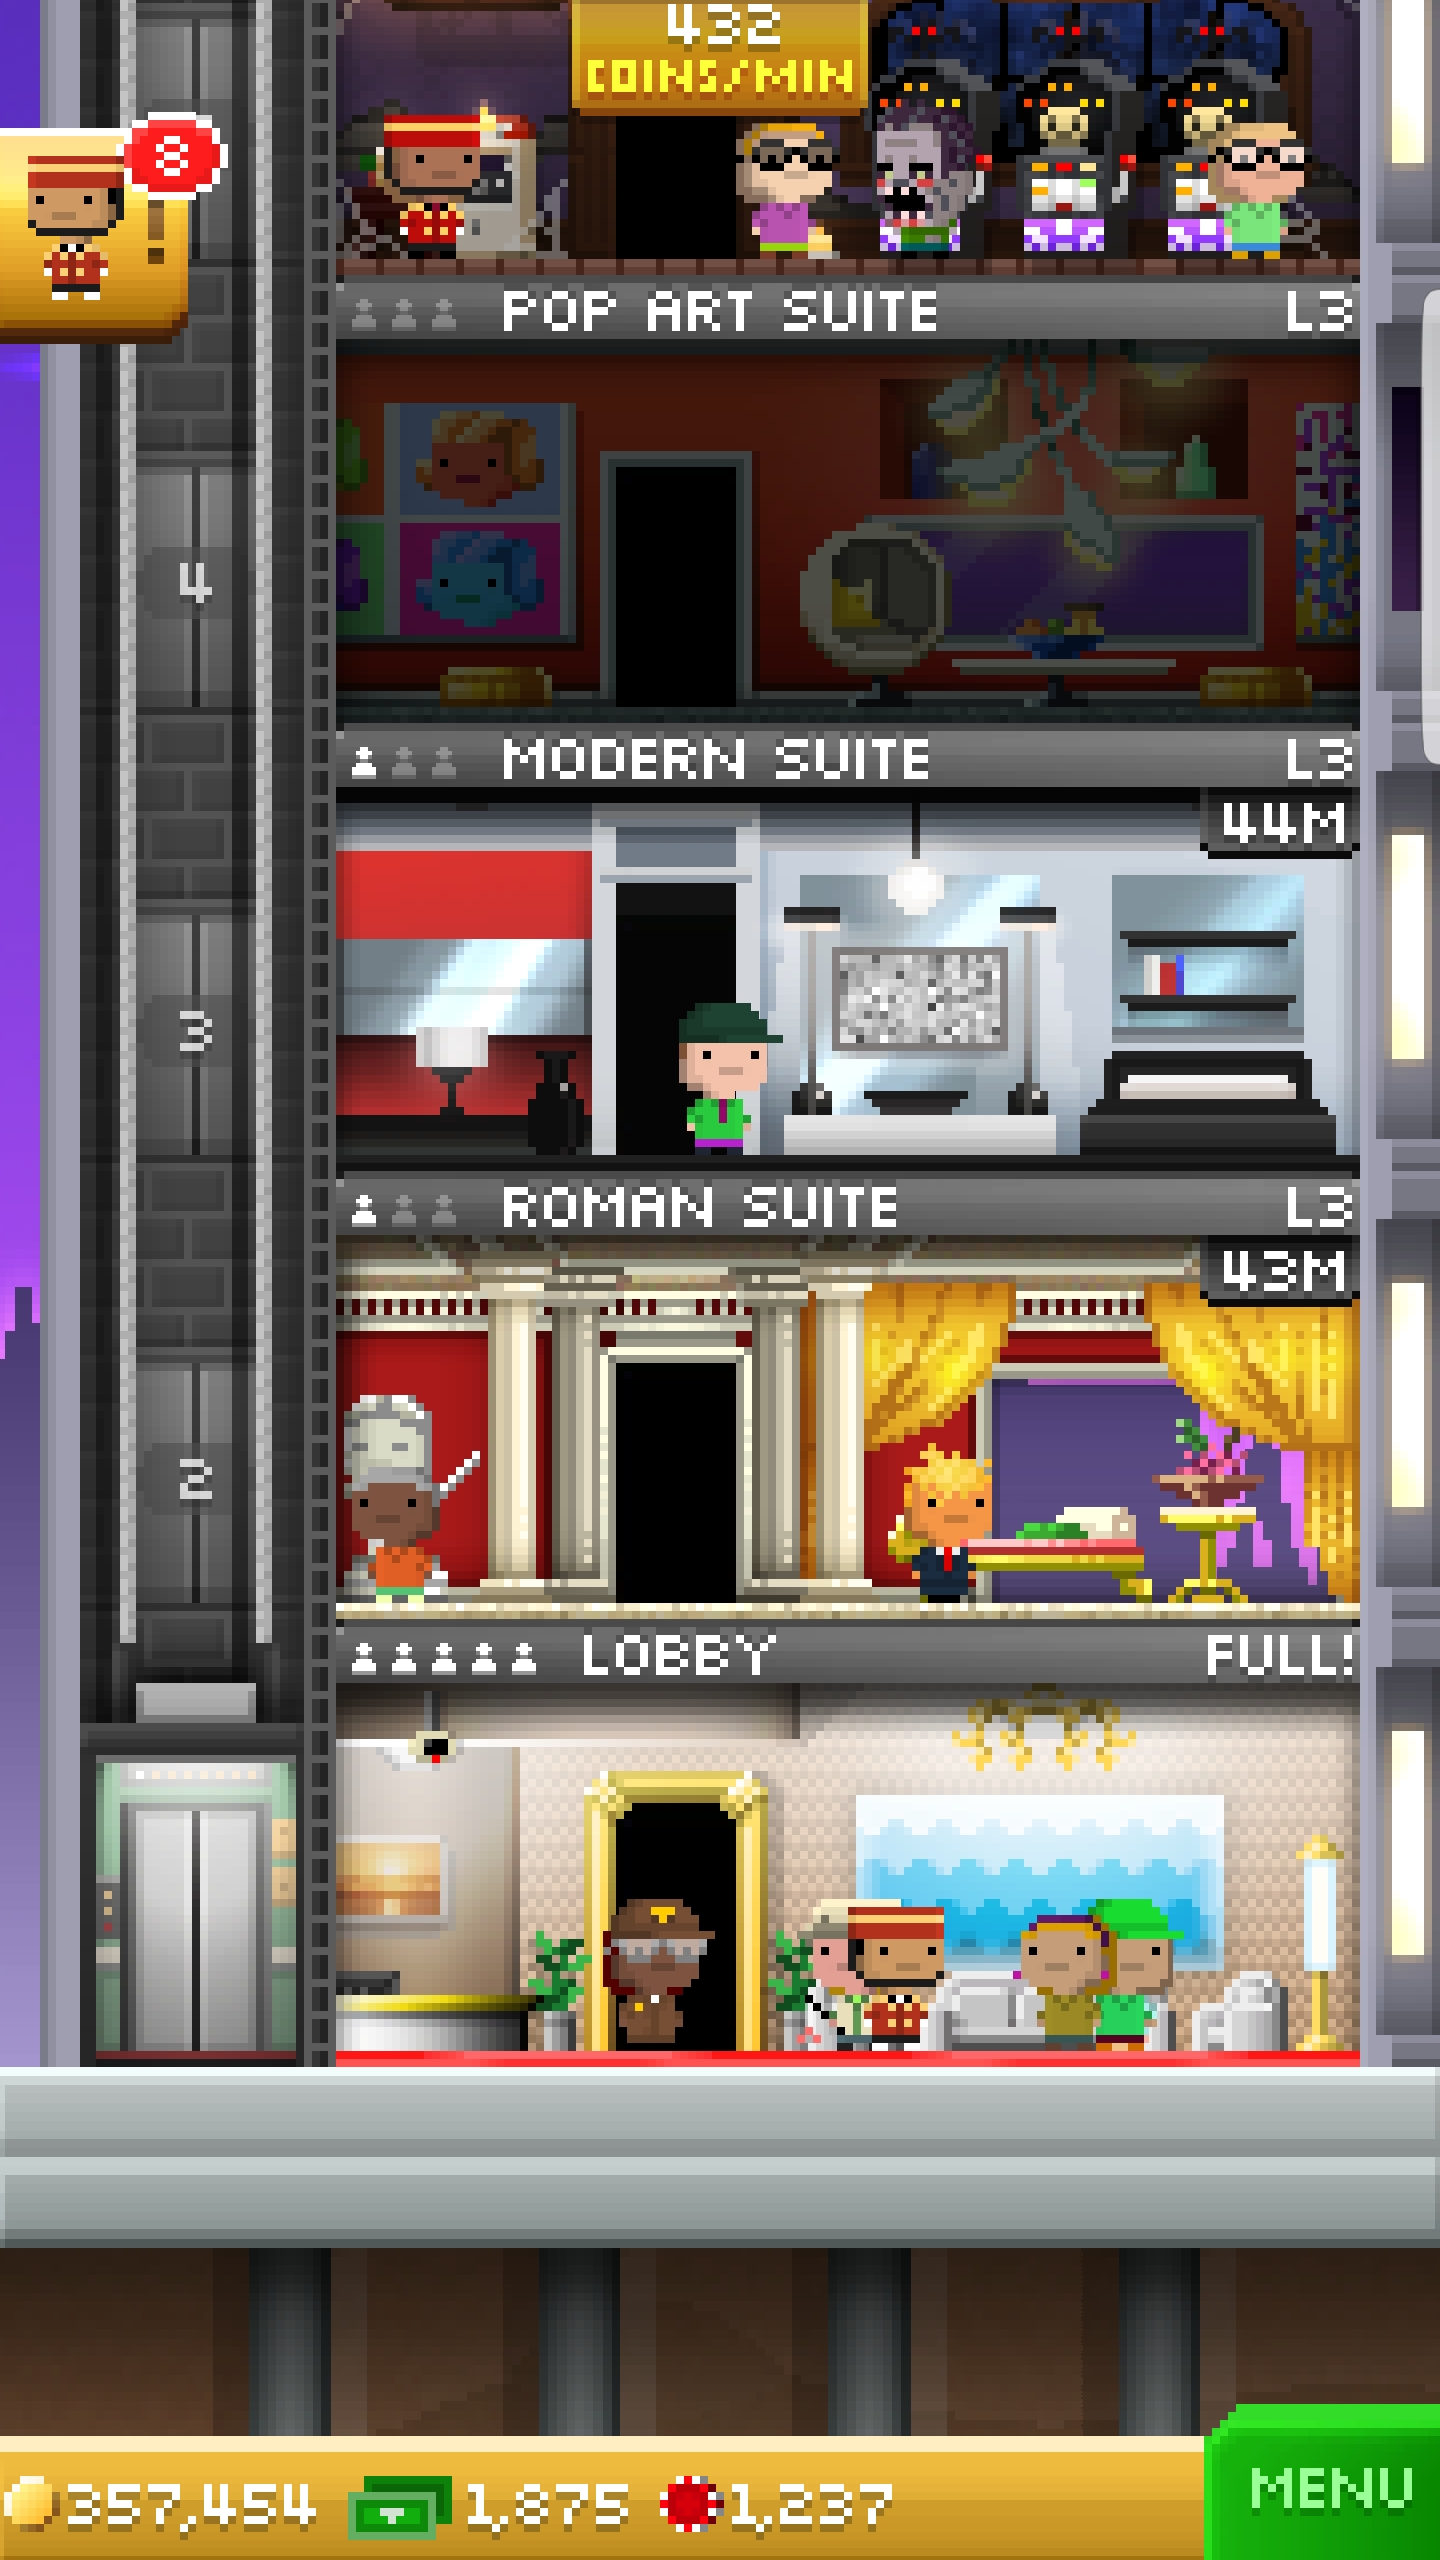 432
COINS/MIN
8
!
POP ART SUITE L3
4
MODERN SUITE L3
44M
3
ROMAN SUITE L3
43M
2
LOBBY FULL!
357,454 1,875 1,237
MENU